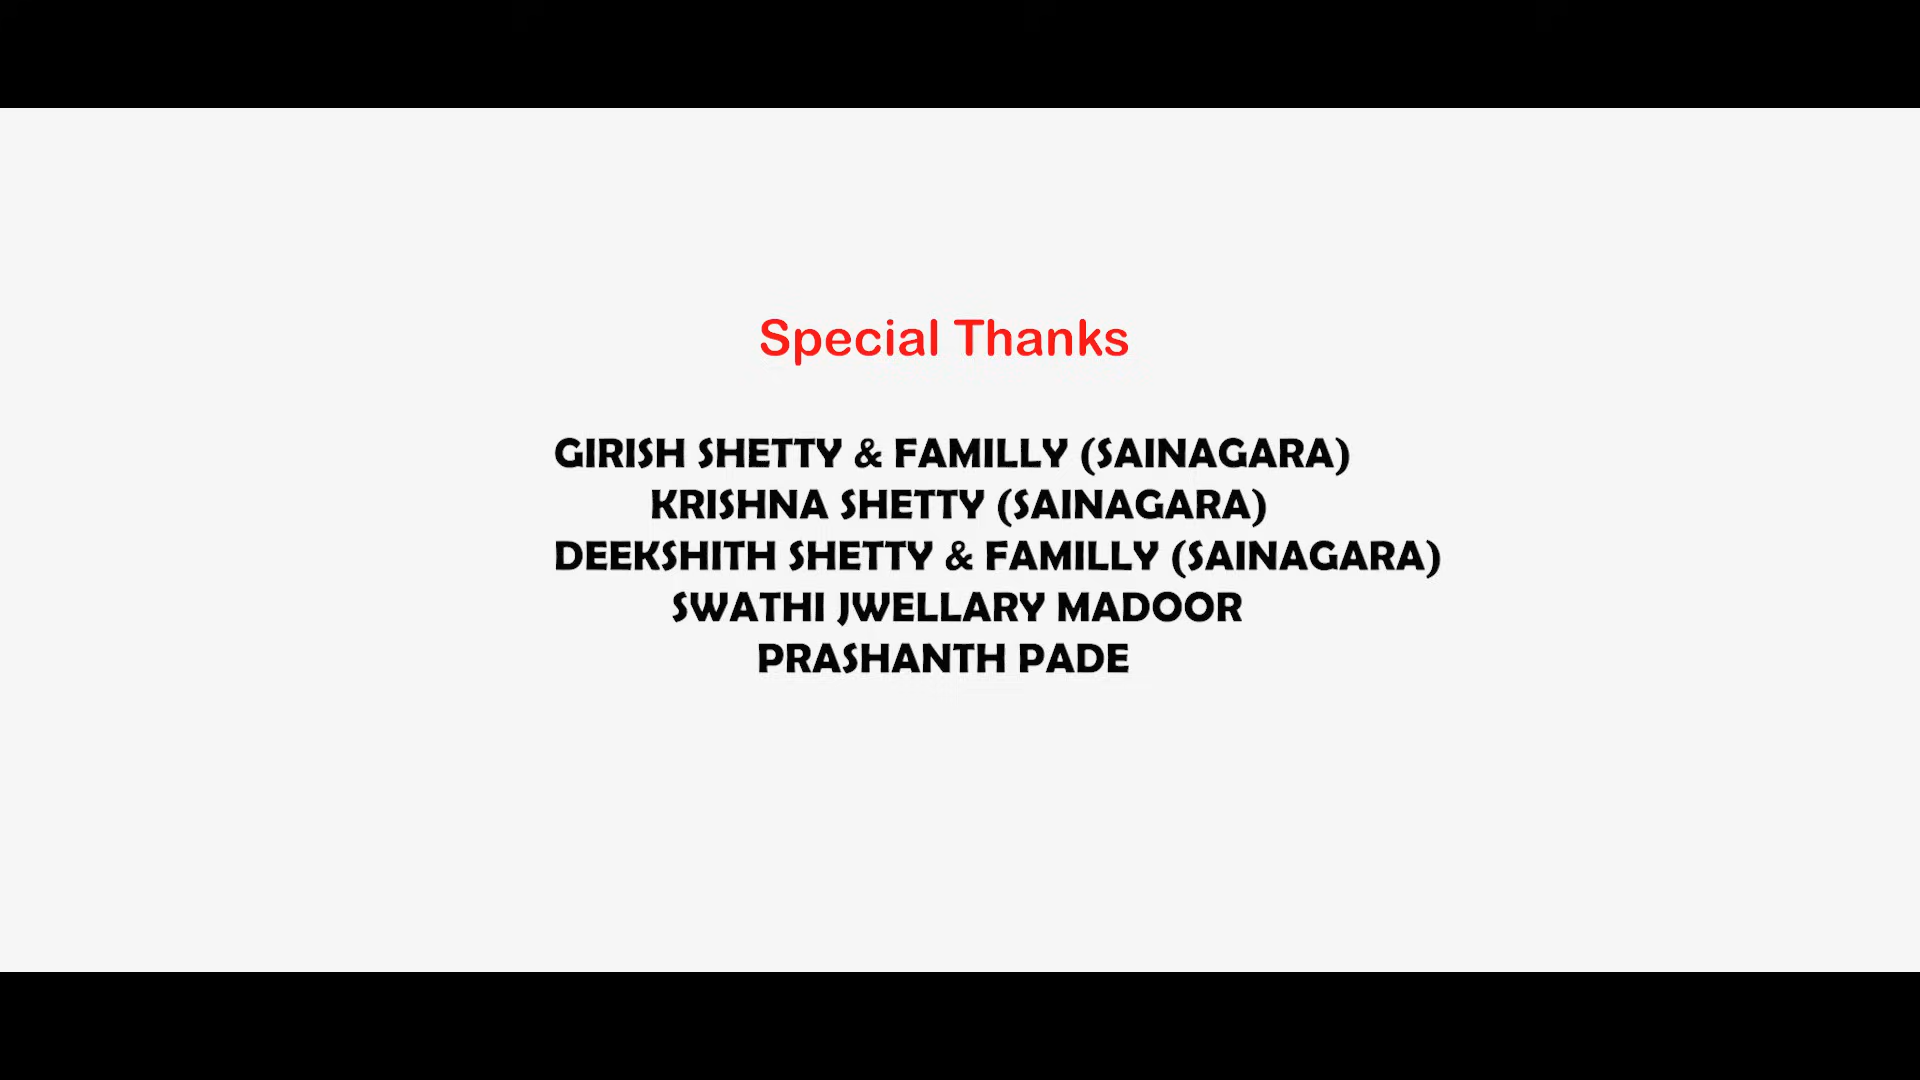 Special Thanks
GIRISH SHETTY & FAMILLY (SAINAGARA)
KRISHNA SHETTY (SAINAGARA)
DEEKSHITH SHETTY & FAMILLY (SAINAGARA)
SWATHI JWELLARY MADOOR
PRASHANTH PADE